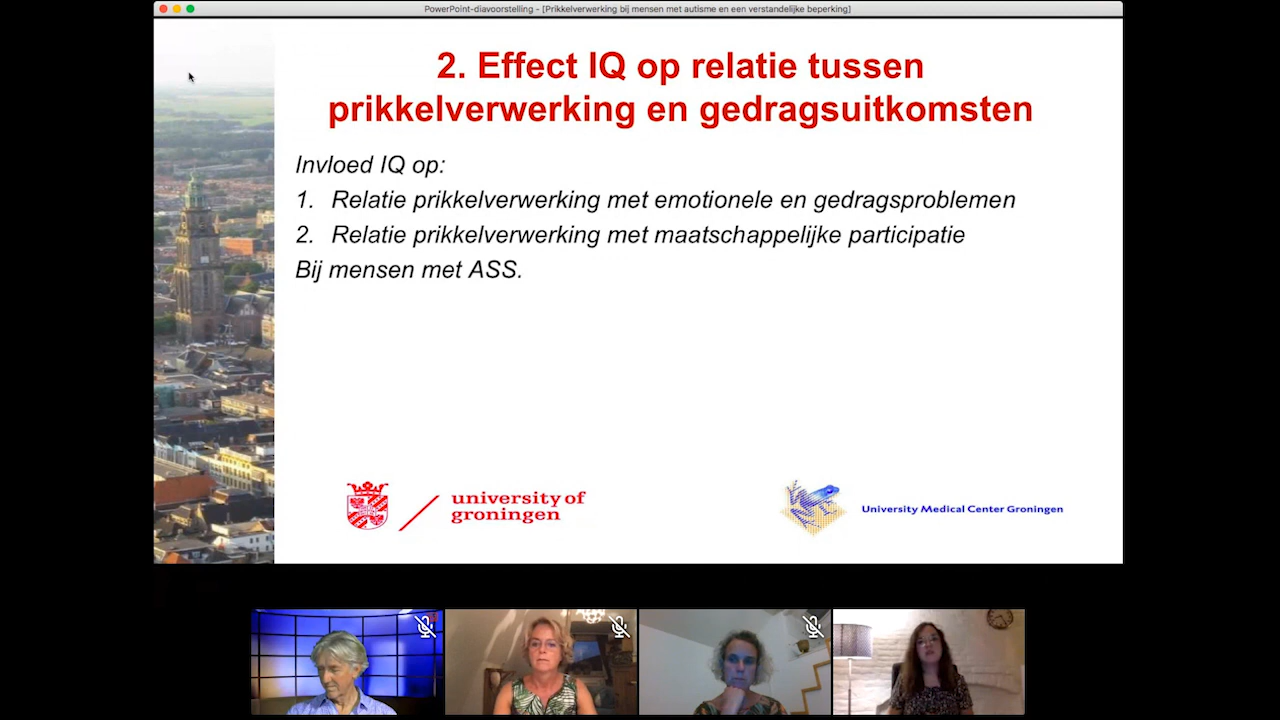 PowerPoint-diavoorstelling - [Prikkelverwerking bij mensen met autisme en een verstandelijke beperking]
2. Effect IQ op relatie tussen
prikkelverwerking en gedragsuitkomsten
Invloed IQ op:
1. Relatie prikkelverwerking met emotionele en gedragsproblemen
2. Relatie prikkelverwerking met maatschappelijke participatie
Bij mensen met ASS.
university of
groningen
University Medical Center Groningen